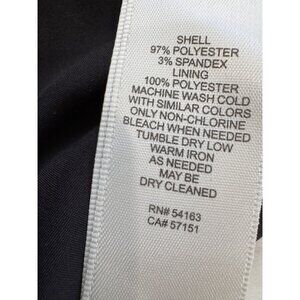 SHELL
97% POLYESTER
3% SPANDEX
LINING
100% POLYESTER
MACHINE WASH COLD
WITH SIMILAR COLORS
ONLY NON-CHLORINE
BLEACH WHEN NEEDED
TUMBLE DRY LOW
WARM IRON
AS NEEDED
MAY BE
DRY CLEANED
RN# 54163
CA# 57151